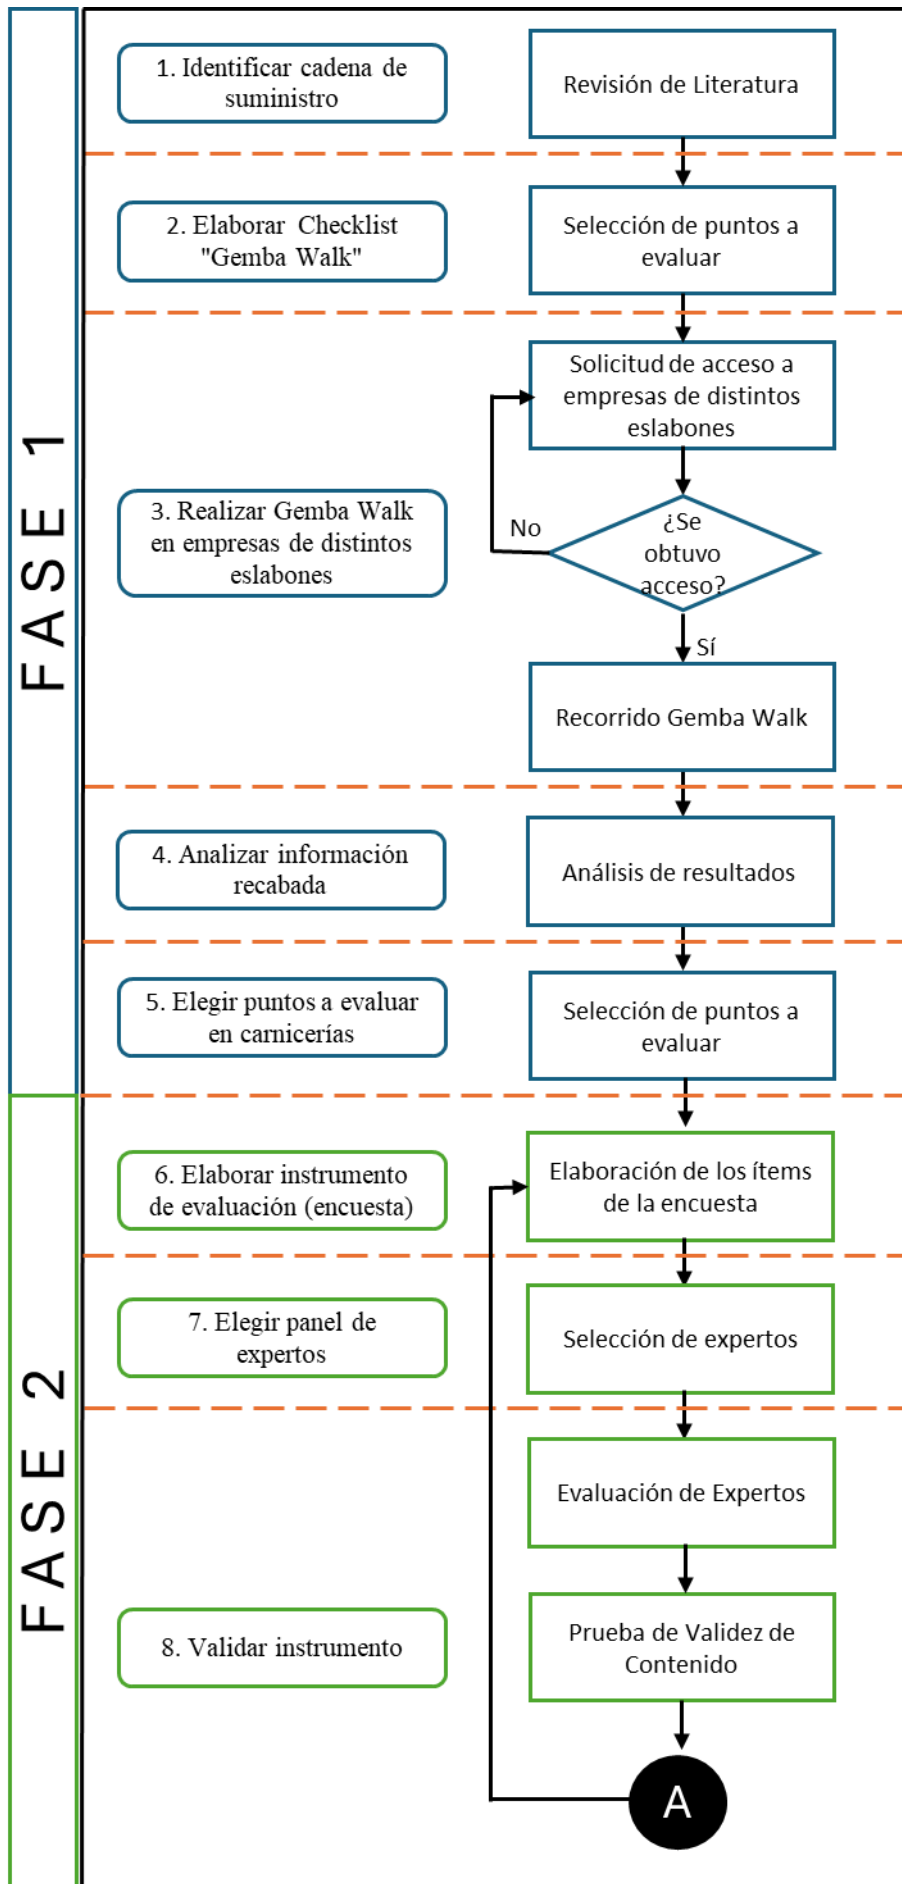 FASE 1
1. Identificar cadena de
suministro
Revisión de Literatura
2. Elaborar Checklist
"Gemba Walk"
Selección de puntos a
evaluar
3. Realizar Gemba Walk
en empresas de distintos
eslabones
Solicitud de acceso a
empresas de distintos
eslabones
¿Se
obtuvo
acceso?
No
Sí
Recorrido Gemba Walk
4. Analizar información
recabada
Análisis de resultados
5. Elegir puntos a evaluar
en carnicerías
Selección de puntos a
evaluar
FASE 2
6. Elaborar instrumento
de evaluación (encuesta)
Elaboración de los ítems
de la encuesta
7. Elegir panel de
expertos
Selección de expertos
8. Validar instrumento
Evaluación de Expertos
Prueba de Validez de
Contenido
A